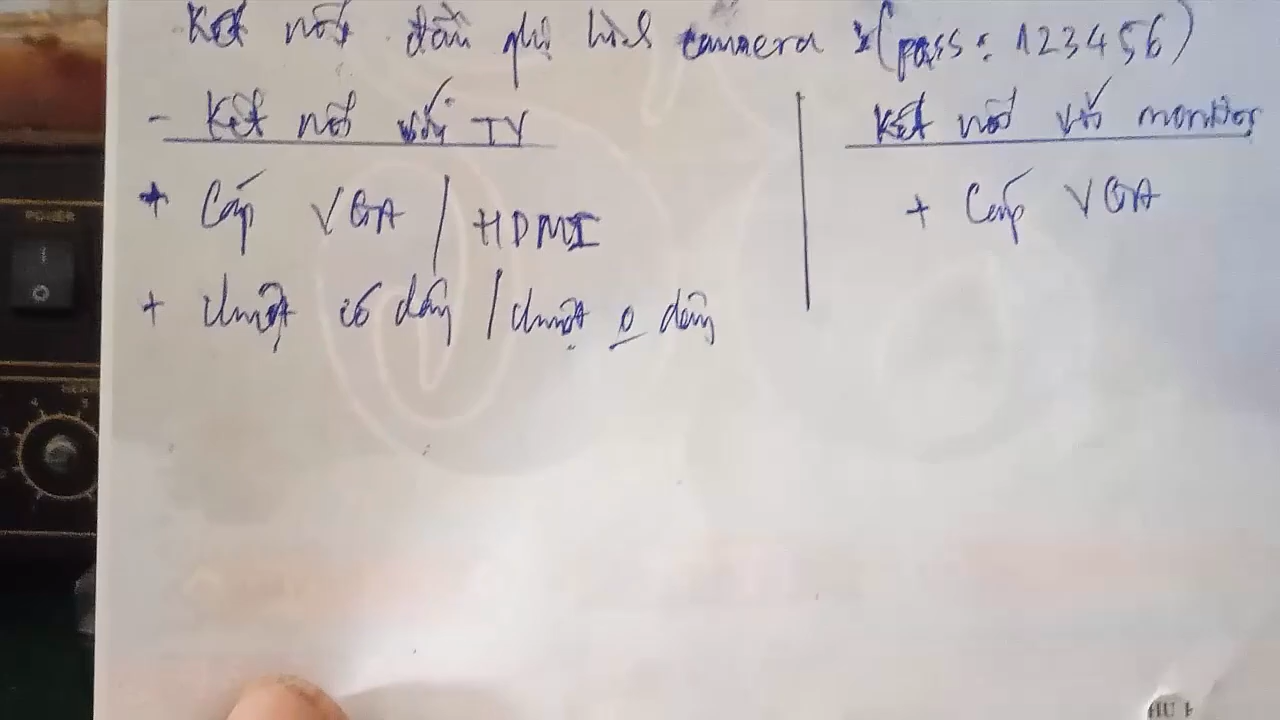 Kết nối đầu ghi hình camera (pass: 123456)
- Kết nối với TV
+ Cáp VGA / HDMI
+ chuột có dây / chuột o dây
Kết nối với monitor
+ Cáp VGA
POWER